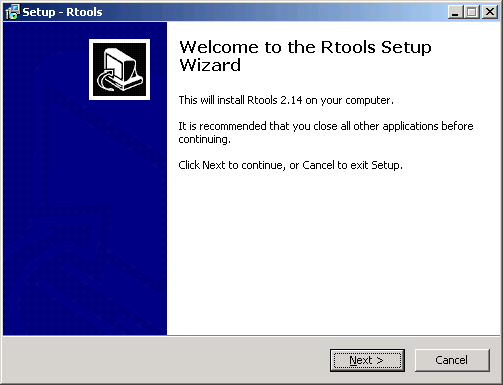 Setup - Rtools
Welcome to the Rtools Setup
Wizard
This will install Rtools 2.14 on your computer.
It is recommended that you close all other applications before
continuing.
Click Next to continue, or Cancel to exit Setup.
Next >
Cancel